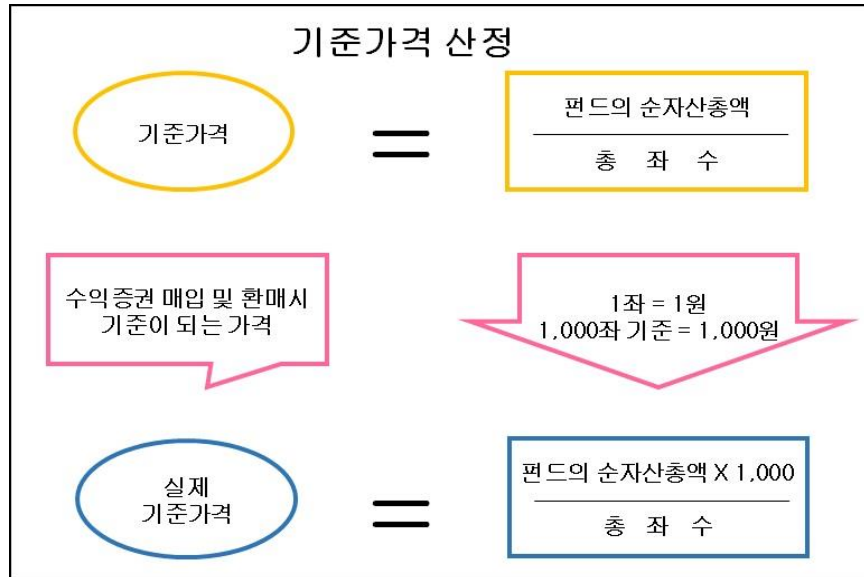 기준가격 산정
기준가격
=
펀드의 순자산총액
총 좌 수
수익증권 매입 및 환매시
기준이 되는 가격
1좌 = 1원
1,000좌 기준 = 1,000원
실제
기준가격
=
펀드의 순자산총액 X 1,000
총 좌 수